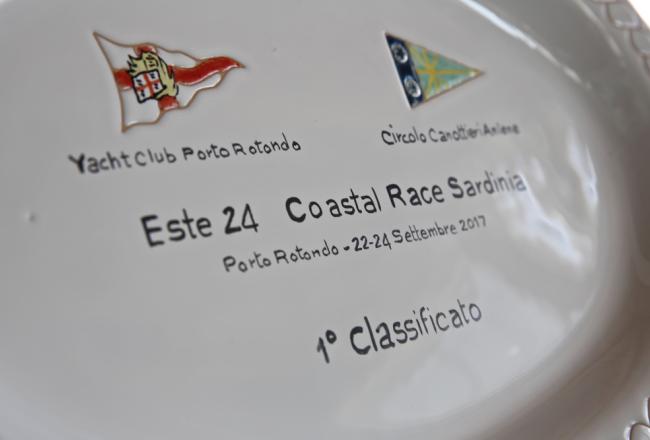 Yacht Club Porto Rotondo
Circolo Canottieri Aniene
Este 24 Coastal Race Sardinia
Porto Rotondo - 22-24 Settembre 2017
1° Classificato